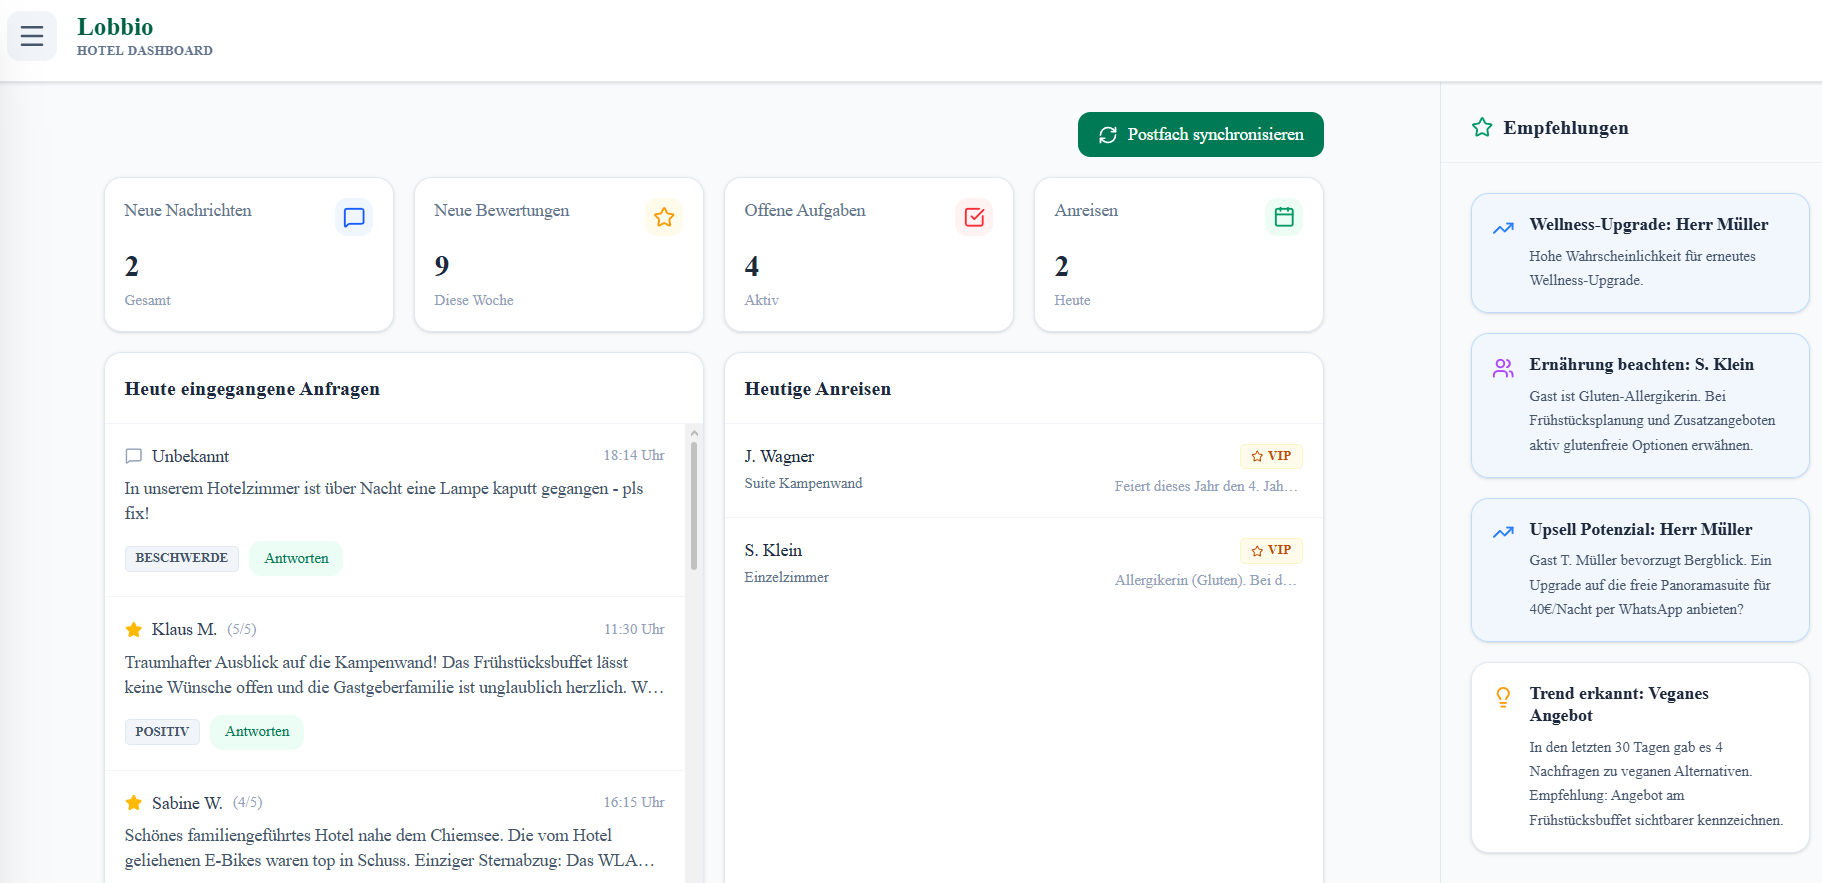 Lobbio
HOTEL DASHBOARD
Postfach synchronisieren
Neue Nachrichten
2
Gesamt
Neue Bewertungen
9
Diese Woche
Offene Aufgaben
4
Aktiv
Anreisen
2
Heute
Heute eingegangene Anfragen
Unbekannt
18:14 Uhr
In unserem Hotelzimmer ist über Nacht eine Lampe kaputt gegangen - pls
fix!
BESCHWERDE
Antworten
Klaus M. (5/5)
11:30 Uhr
Traumhafter Ausblick auf die Kampenwand! Das Frühstücksbuffet lässt
keine Wünsche offen und die Gastgeberfamilie ist unglaublich herzlich. W…
POSITIV
Antworten
Sabine W. (4/5)
16:15 Uhr
Schönes familiengeführtes Hotel nahe dem Chiemsee. Die vom Hotel
geliehenen E-Bikes waren top in Schuss. Einziger Sternabzug: Das WLA…
Heutige Anreisen
J. Wagner
VIP
Suite Kampenwand
Feiert dieses Jahr den 4. Jah…
S. Klein
VIP
Einzelzimmer
Allergikerin (Gluten). Bei d…
Empfehlungen
Wellness-Upgrade: Herr Müller
Hohe Wahrscheinlichkeit für erneutes
Wellness-Upgrade.
Ernährung beachten: S. Klein
Gast ist Gluten-Allergikerin. Bei
Frühstücksplanung und Zusatzangeboten
aktiv glutenfreie Optionen erwähnen.
Upsell Potenzial: Herr Müller
Gast T. Müller bevorzugt Bergblick. Ein
Upgrade auf die freie Panoramasuite für
40€/Nacht per WhatsApp anbieten?
Trend erkannt: Veganes
Angebot
In den letzten 30 Tagen gab es 4
Nachfragen zu veganen Alternativen.
Empfehlung: Angebot am
Frühstücksbuffet sichtbarer kennzeichnen.